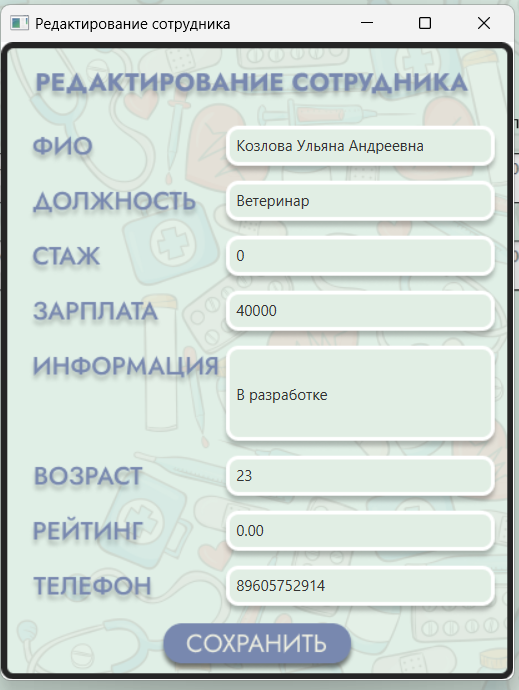 Редактирование сотрудника
РЕДАКТИРОВАНИЕ СОТРУДНИКА
ФИО Козлова Ульяна Андреевна
ДОЛЖНОСТЬ Ветеринар
СТАЖ 0
ЗАРПЛАТА 40000
ИНФОРМАЦИЯ В разработке
ВОЗРАСТ 23
РЕЙТИНГ 0.00
ТЕЛЕФОН 89605752914
СОХРАНИТЬ